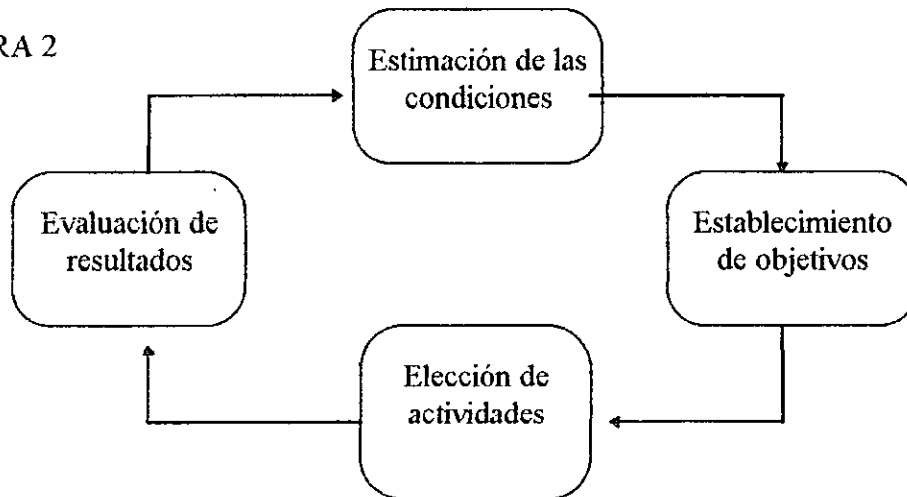 RA 2
Estimación de las
condiciones
Establecimiento
de objetivos
Elección de
actividades
Evaluación de
resultados